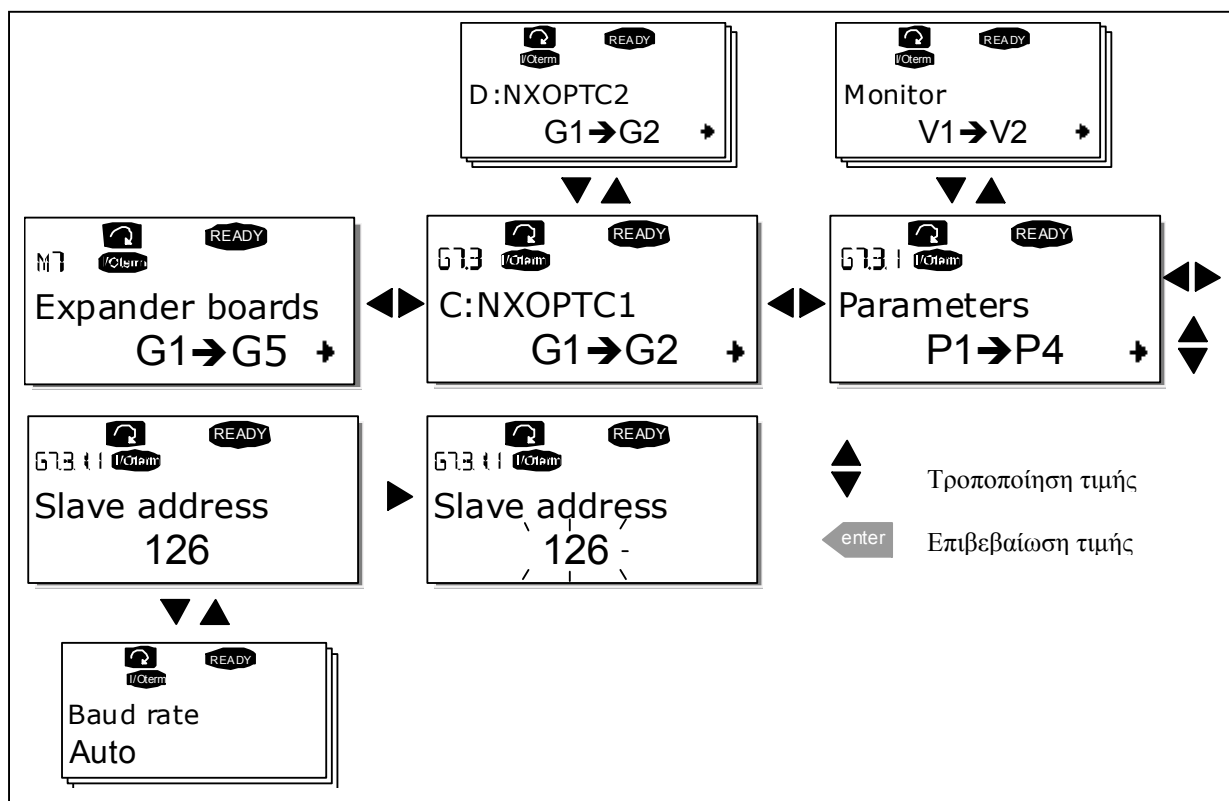 READY
I/Oterm
D:NXOPTC2
G1➔G2
READY
I/Oterm
Monitor
V1➔V2
READY
M7 I/Oterm
Expander boards
G1➔G5
READY
G7.3 I/Oterm
C:NXOPTC1
G1➔G2
READY
G7.3.1 I/Oterm
Parameters
P1➔P4
READY
G7.3.1.1 I/Oterm
Slave address
126
READY
G7.3.1.1 I/Oterm
Slave address
126
Τροποποίηση τιμής
enter Επιβεβαίωση τιμής
READY
I/Oterm
Baud rate
Auto